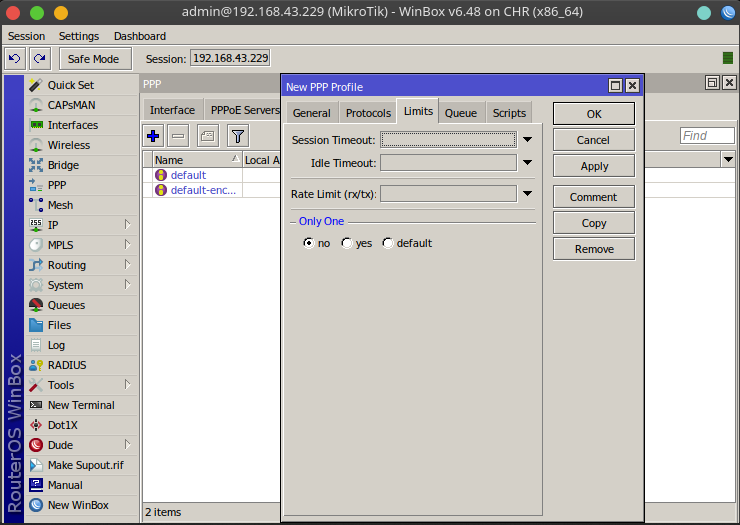 admin@192.168.43.229 (MikroTik) - WinBox v6.48 on CHR (x86_64)
Session Settings Dashboard
Safe Mode Session: 192.168.43.229
RouterOS WinBox
Quick Set
CAPsMAN
Interfaces
Wireless
Bridge
PPP
Mesh
IP
MPLS
Routing
System
Queues
Files
Log
RADIUS
Tools
New Terminal
Dot1X
Dude
Make Supout.rif
Manual
New WinBox
PPP
Interface PPPoE Servers
Find
Name Local A
default
default-enc...
2 items
New PPP Profile
General Protocols Limits Queue Scripts
Session Timeout:
Idle Timeout:
Rate Limit (rx/tx):
Only One
no yes default
OK
Cancel
Apply
Comment
Copy
Remove